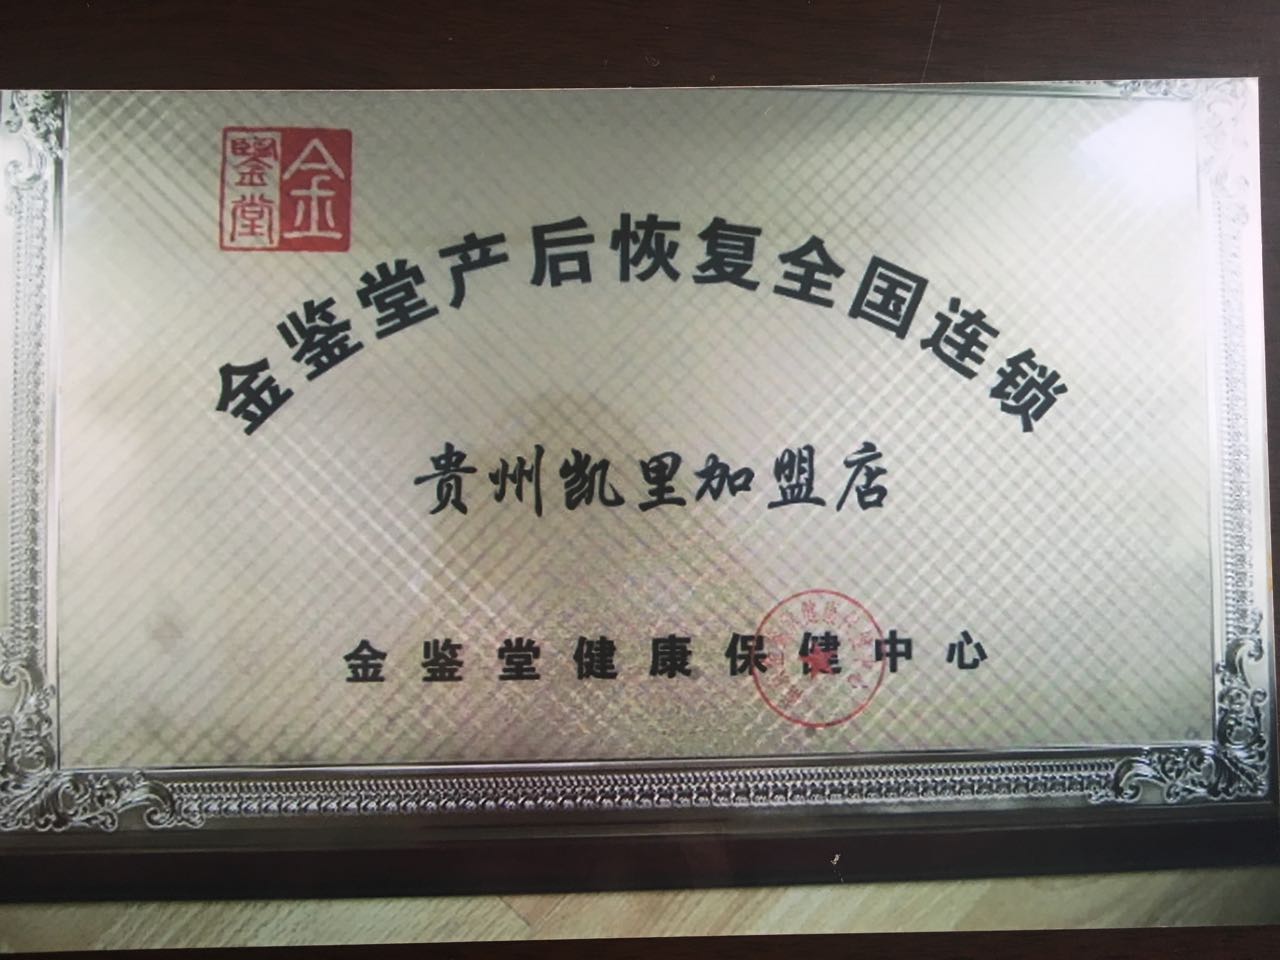 金鑒堂
金鉴堂产后恢复全国连锁
贵州凯里加盟店
金鉴堂健康保健中心